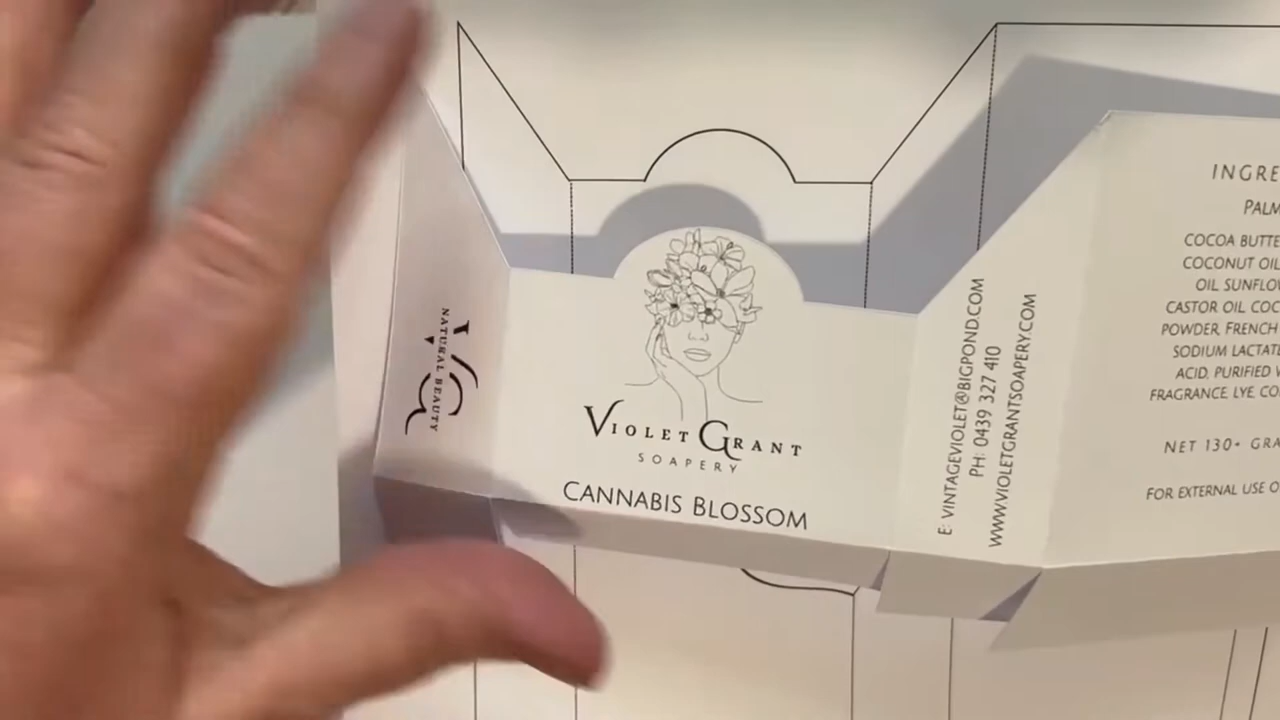 NATURAL BEAUTY
VIOLET GRANT
SOAPERY
CANNABIS BLOSSOM
E: VINTAGEVIOLET@BIGPOND.COM
PH: 0439 327 410
WWW.VIOLETGRANTSOAPERY.COM
INGRE
PALM
COCOA BUTTE
COCONUT OIL
OIL SUNFLOW
CASTOR OIL COC
POWDER, FRENCH
SODIUM LACTATE
ACID, PURIFIED W
FRAGRANCE, LYE, CO
NET 130+ GRA
FOR EXTERNAL USE O